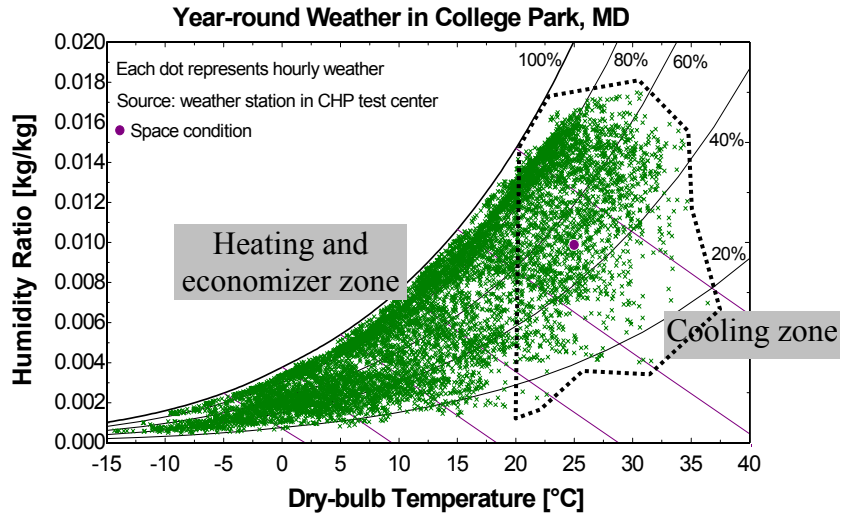 Year-round Weather in College Park, MD
Each dot represents hourly weather
Source: weather station in CHP test center
Space condition
100%
80%
60%
40%
20%
Heating and
economizer zone
Cooling zone
Humidity Ratio [kg/kg]
0.020
0.018
0.016
0.014
0.012
0.010
0.008
0.006
0.004
0.002
0.000
-15 -10 -5 0 5 10 15 20 25 30 35 40
Dry-bulb Temperature [°C]